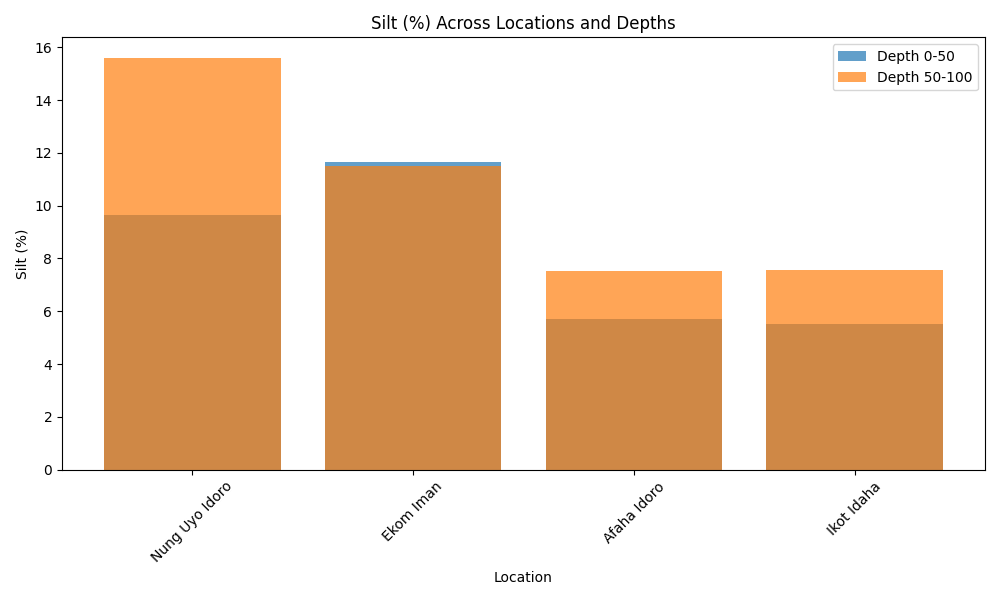 Silt (%) Across Locations and Depths
Depth 0-50
Depth 50-100
Silt (%)
16
14
12
10
8
6
4
2
0
Nung Uyo Idoro
Ekom Iman
Afaha Idoro
Ikot Idaha
Location